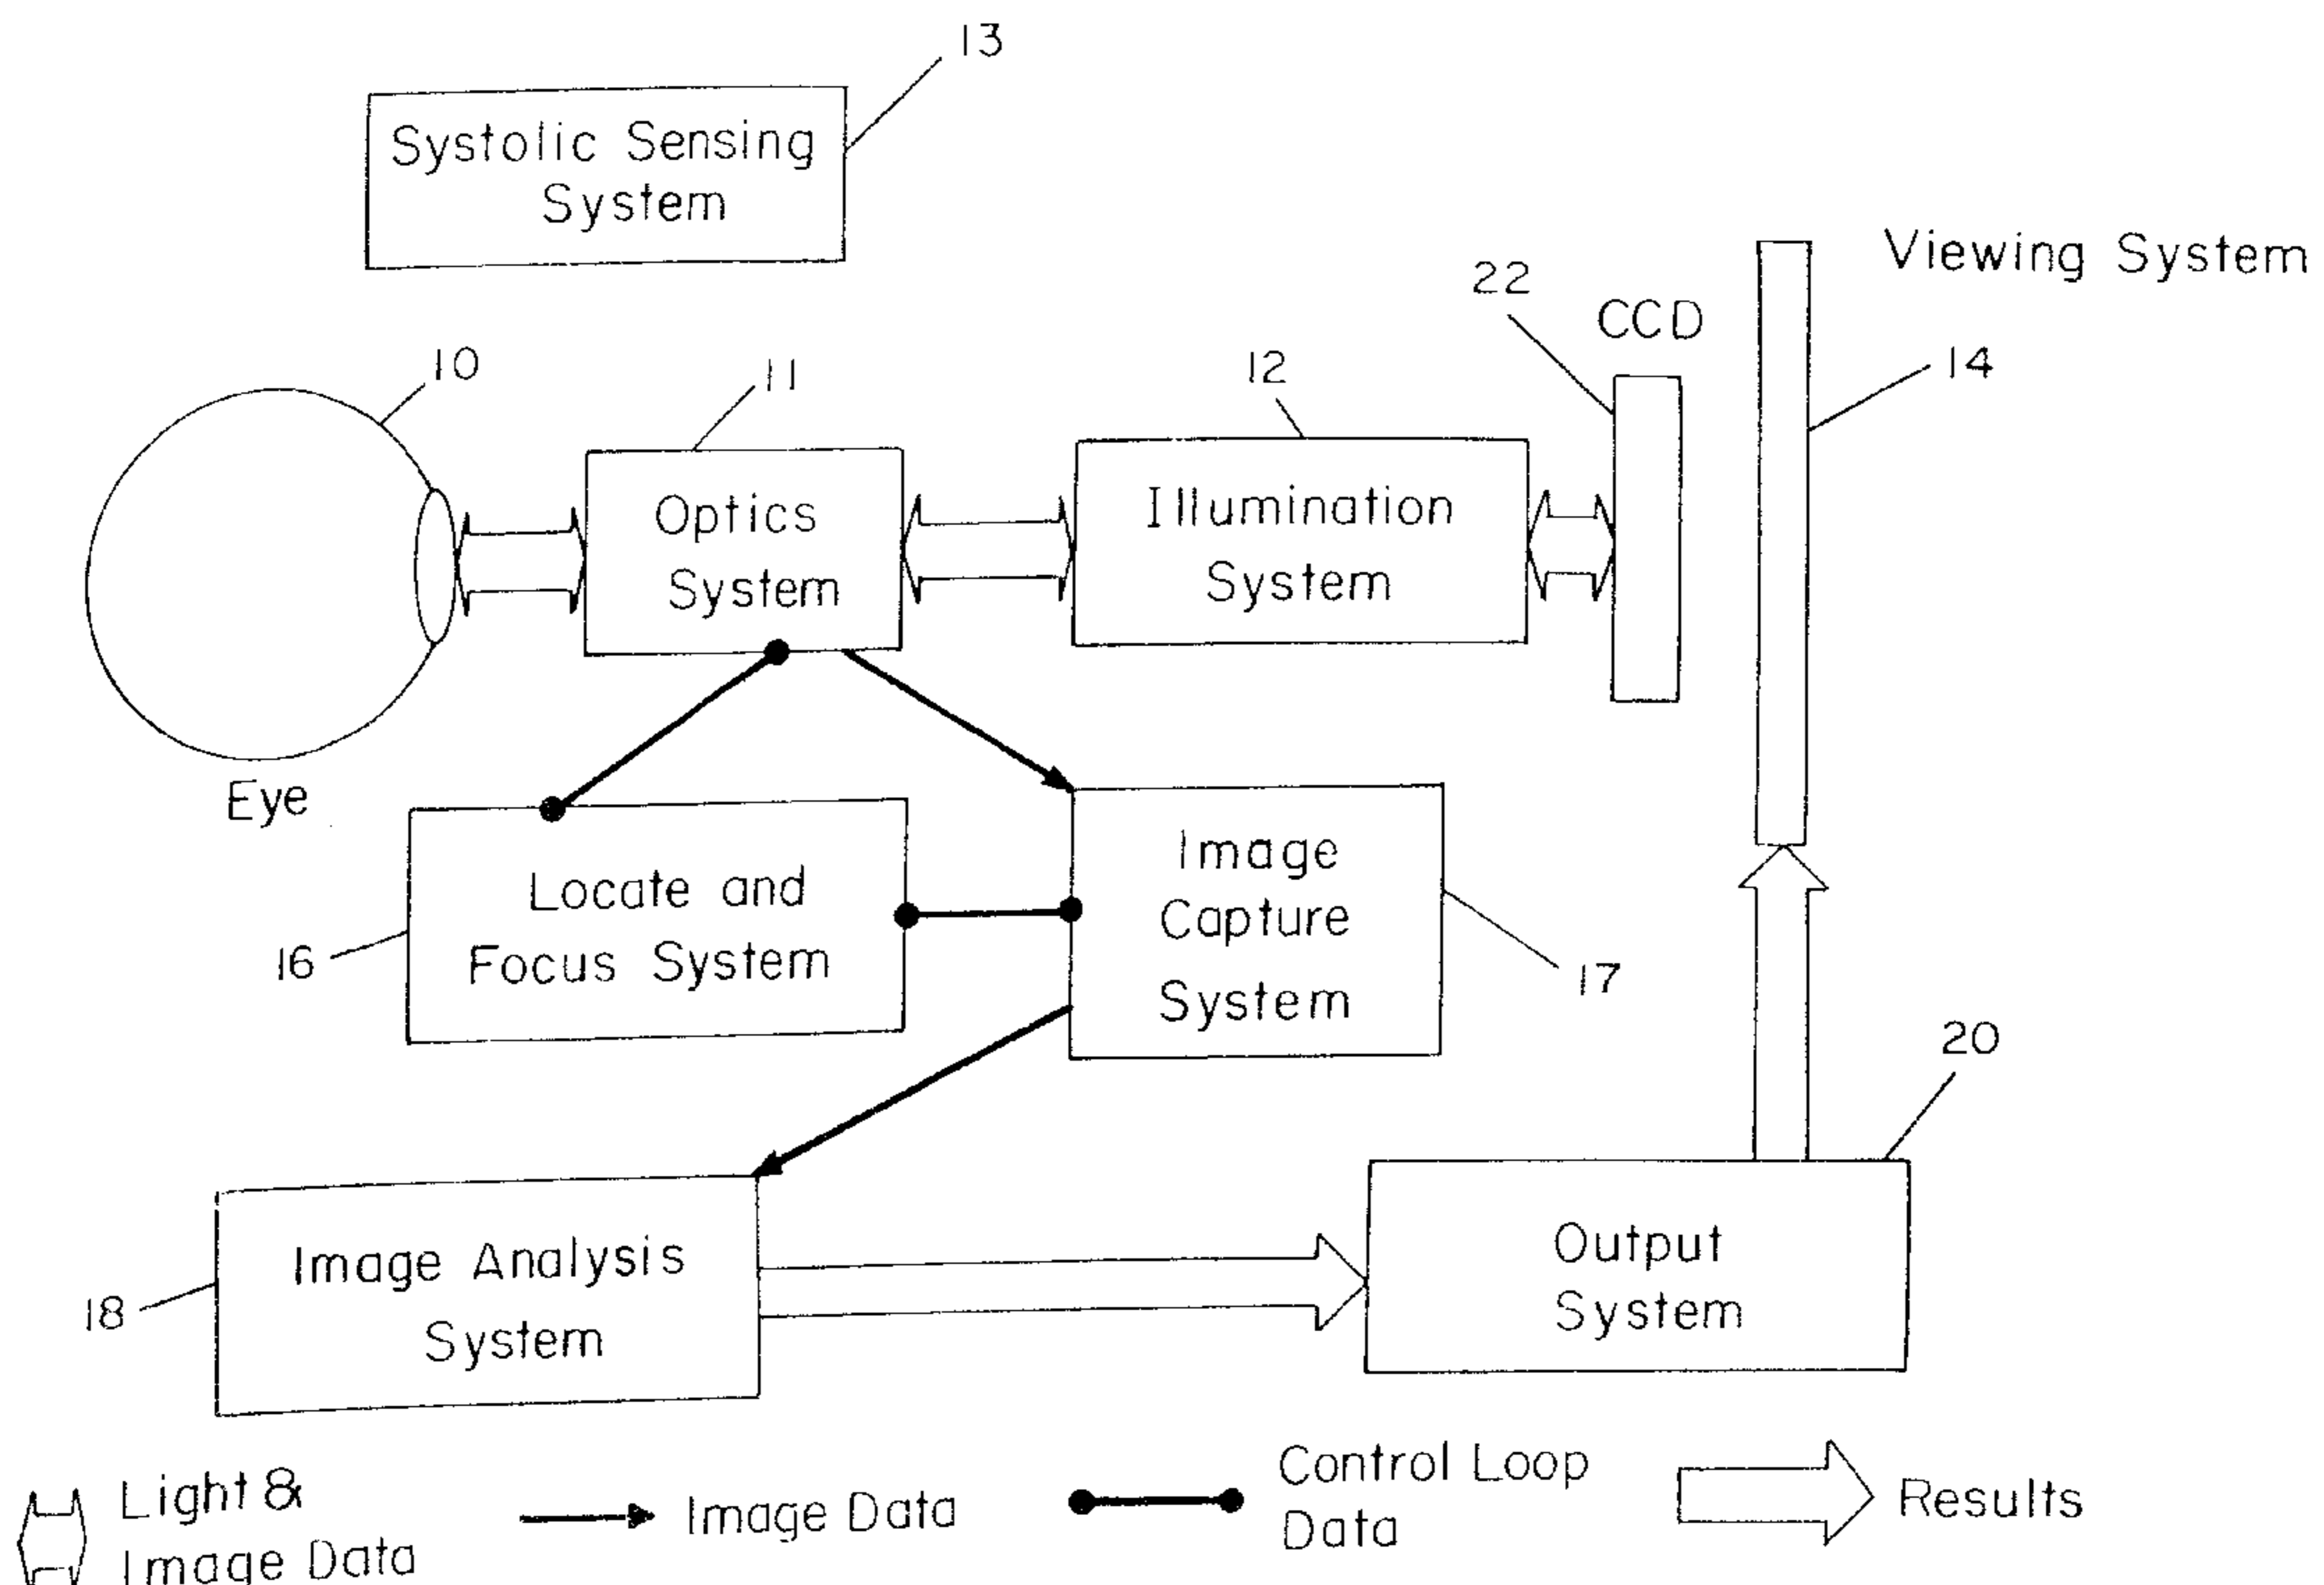 13
Systolic Sensing
System
Viewing System
22
CCD
14
10
11
12
Optics
System
Illumination
System
Eye
Locate and
Focus System
16
Image
Capture
System
17
20
Image Analysis
System
18
Output
System
Light &
Image Data
Image Data
Control Loop
Data
Results